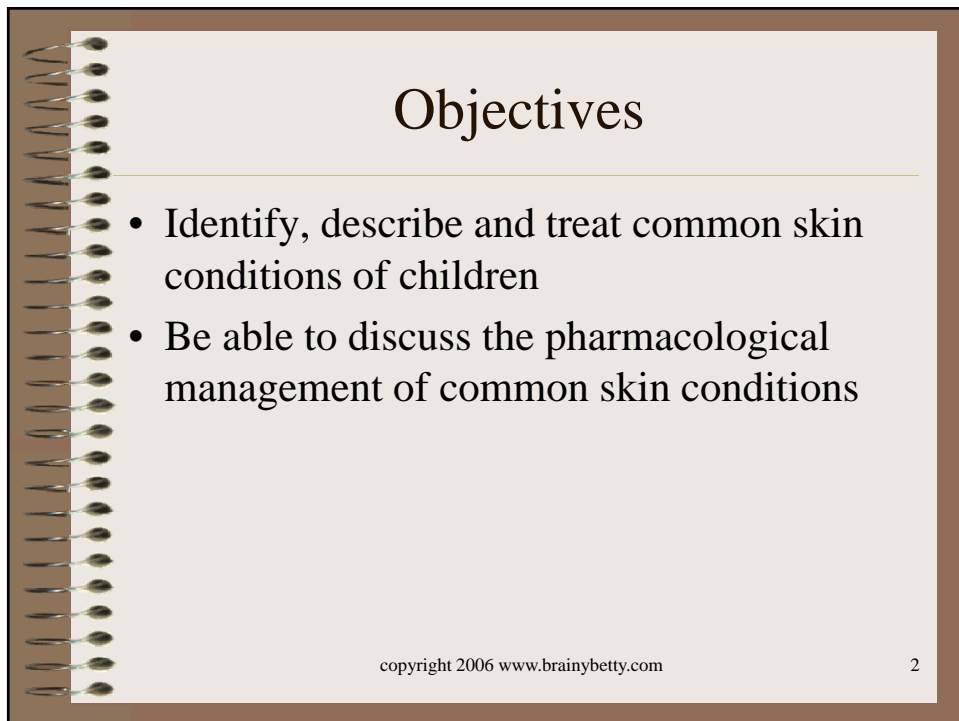 Objectives
• Identify, describe and treat common skin
conditions of children
• Be able to discuss the pharmacological
management of common skin conditions
copyright 2006 www.brainybetty.com 2